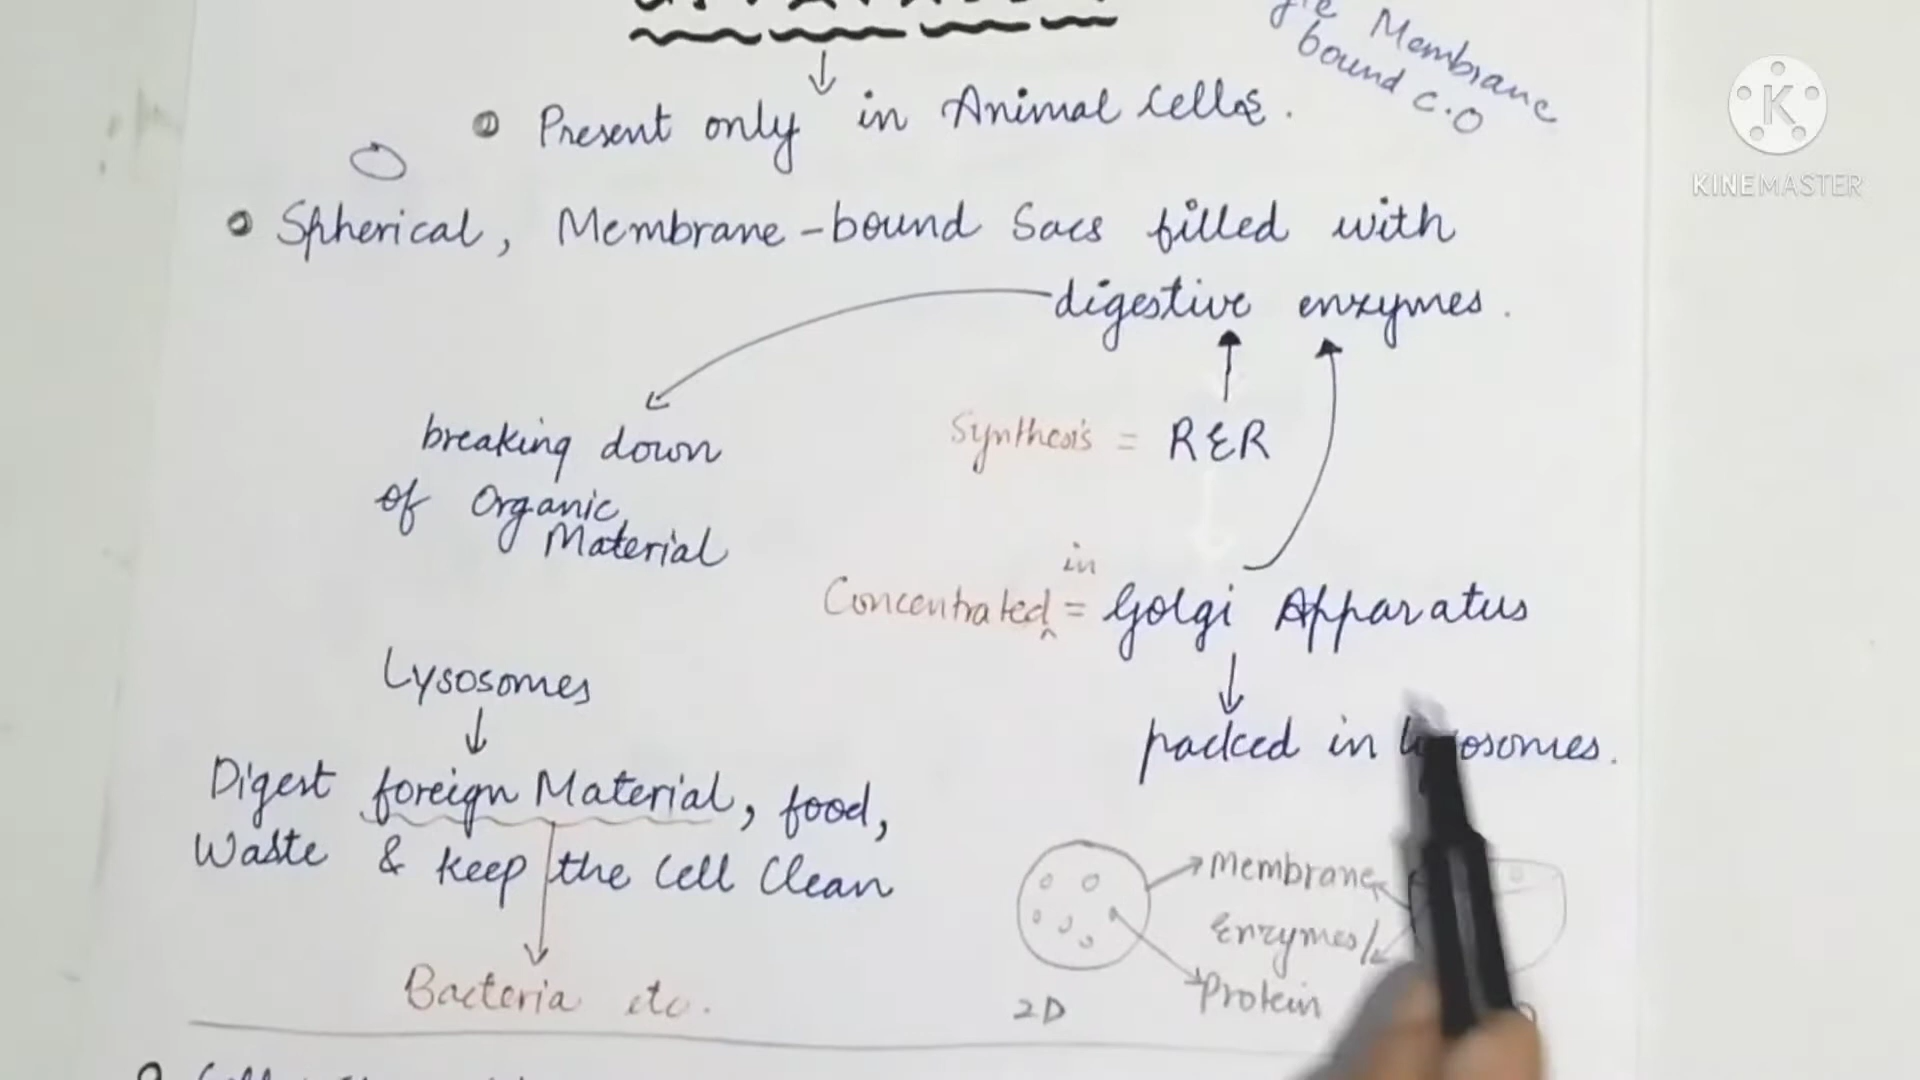 Membrane
bound C.O
Present only in Animal Cells.
KINEMASTER
Spherical, Membrane-bound Sacs filled with
digestive enzymes.
breaking down
of Organic
Material
Synthesis = RER
in
Concentrated = Golgi Apparatus
packed in lysosomes.
Lysosomes
Digest foreign Material, food,
Waste & keep the Cell Clean
Bacteria etc.
Membrane
Enzymes/
Protein
2D